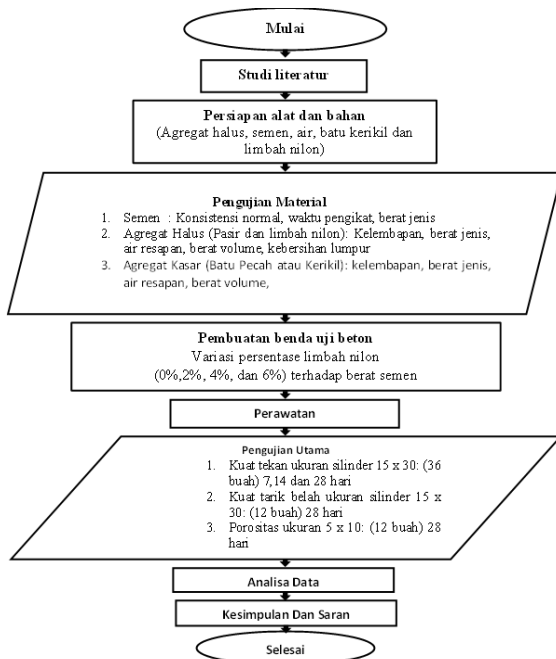 Mulai
Studi literatur
Persiapan alat dan bahan
(Agregat halus, semen, air, batu kerikil dan
limbah nilon)
Pengujian Material
1. Semen : Konsistensi normal, waktu pengikat, berat jenis
2. Agregat Halus (Pasir dan limbah nilon): Kelembapan, berat jenis,
air resapan, berat volume, kebersihan lumpur
3. Agregat Kasar (Batu Pecah atau Kerikil): kelembapan, berat jenis,
air resapan, berat volume,
Pembuatan benda uji beton
Variasi persentase limbah nilon
(0%,2%, 4%, dan 6%) terhadap berat semen
Perawatan
Pengujian Utama
1. Kuat tekan ukuran silinder 15 x 30: (36
buah) 7,14 dan 28 hari
2. Kuat tarik belah ukuran silinder 15 x
30: (12 buah) 28 hari
3. Porositas ukuran 5 x 10: (12 buah) 28
hari
Analisa Data
Kesimpulan Dan Saran
Selesai